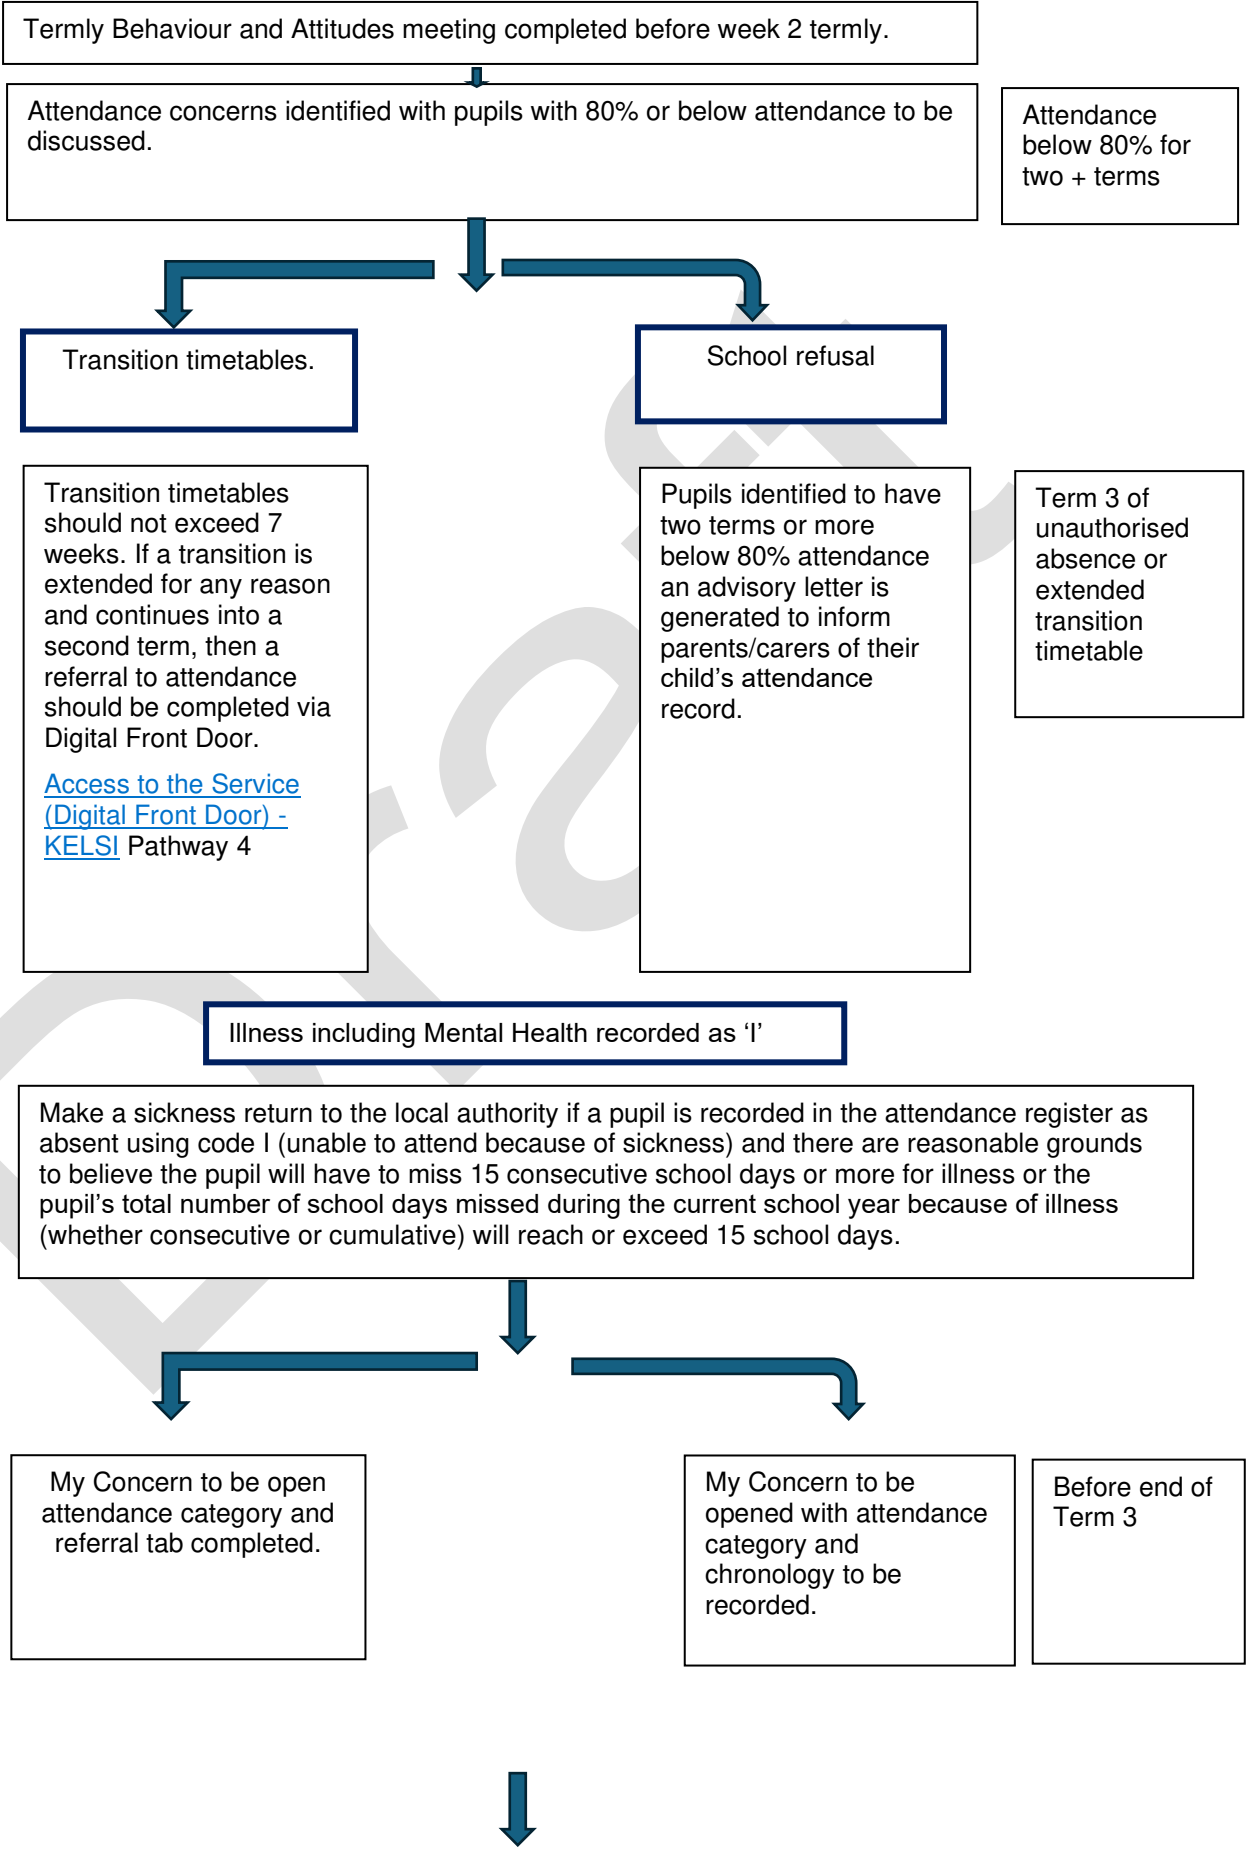 Termly Behaviour and Attitudes meeting completed before week 2 termly.
Attendance concerns identified with pupils with 80% or below attendance to be
discussed.
Attendance
below 80% for
two + terms
Transition timetables.
School refusal
Transition timetables
should not exceed 7
weeks. If a transition is
extended for any reason
and continues into a
second term, then a
referral to attendance
should be completed via
Digital Front Door.
Access to the Service
(Digital Front Door) -
KELSI Pathway 4
Pupils identified to have
two terms or more
below 80% attendance
an advisory letter is
generated to inform
parents/carers of their
child’s attendance
record.
Term 3 of
unauthorised
absence or
extended
transition
timetable
Illness including Mental Health recorded as ‘I’
Make a sickness return to the local authority if a pupil is recorded in the attendance register as
absent using code I (unable to attend because of sickness) and there are reasonable grounds
to believe the pupil will have to miss 15 consecutive school days or more for illness or the
pupil’s total number of school days missed during the current school year because of illness
(whether consecutive or cumulative) will reach or exceed 15 school days.
My Concern to be open
attendance category and
referral tab completed.
My Concern to be
opened with attendance
category and
chronology to be
recorded.
Before end of
Term 3
Draft